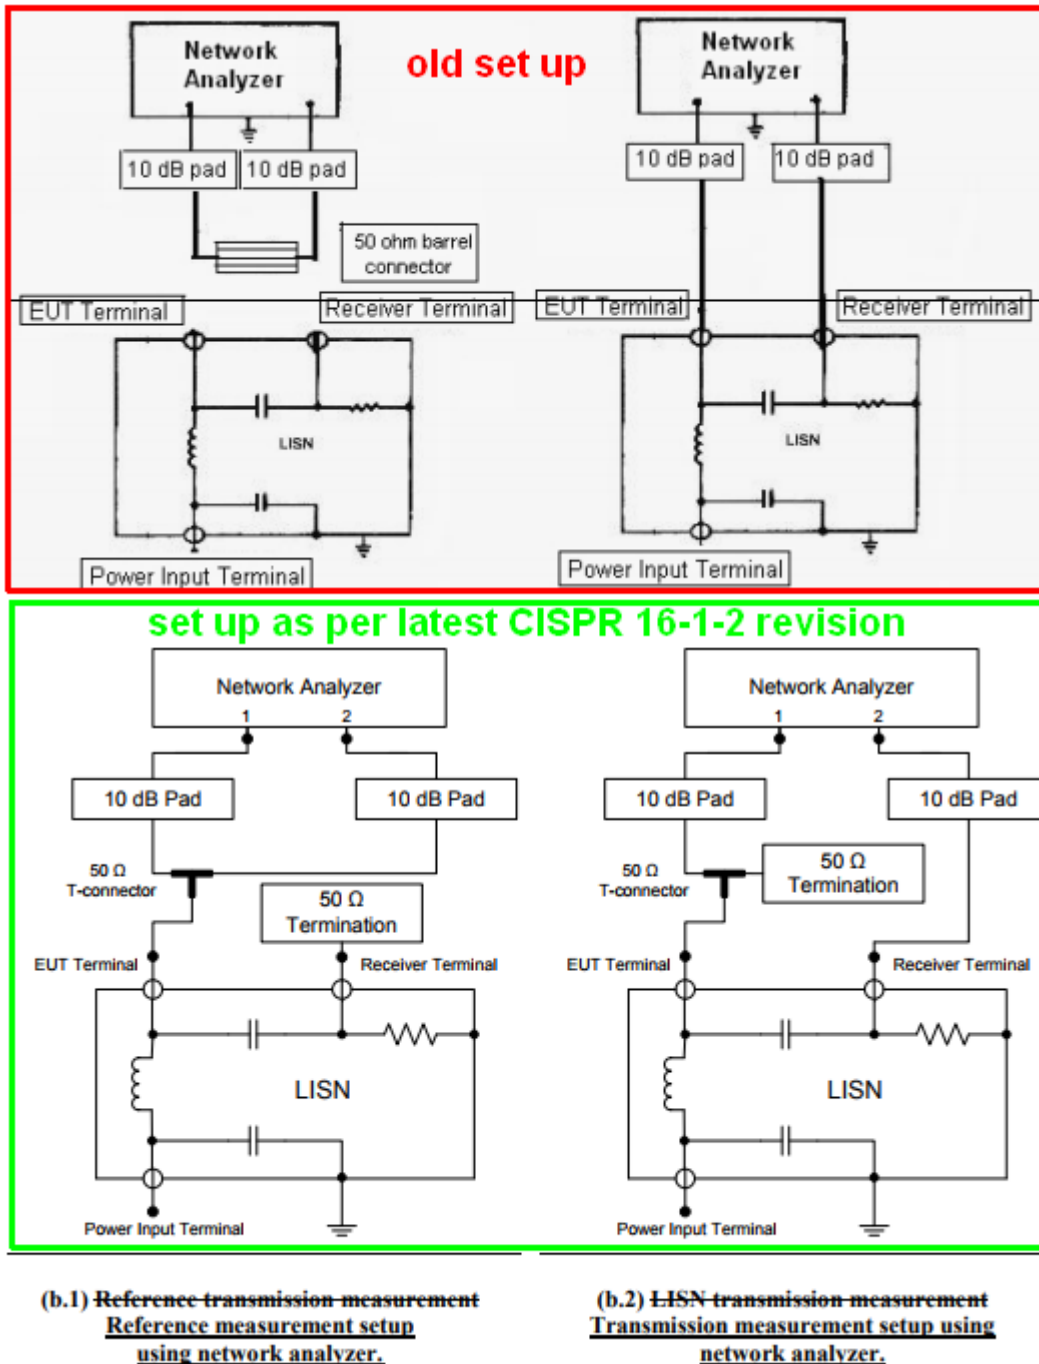 old set up
Network
Analyzer
10 dB pad
10 dB pad
50 ohm barrel
connector
EUT Terminal
Receiver Terminal
LISN
Power Input Terminal
Network
Analyzer
10 dB pad
10 dB pad
EUT Terminal
Receiver Terminal
LISN
Power Input Terminal
set up as per latest CISPR 16-1-2 revision
Network Analyzer
1 2
10 dB Pad
10 dB Pad
50 Ω
T-connector
50 Ω
Termination
EUT Terminal
Receiver Terminal
LISN
Power Input Terminal
Network Analyzer
1 2
10 dB Pad
10 dB Pad
50 Ω
T-connector
50 Ω
Termination
EUT Terminal
Receiver Terminal
LISN
Power Input Terminal
(b.1) Reference transmission measurement
Reference measurement setup
using network analyzer.
(b.2) LISN transmission measurement
Transmission measurement setup using
network analyzer.